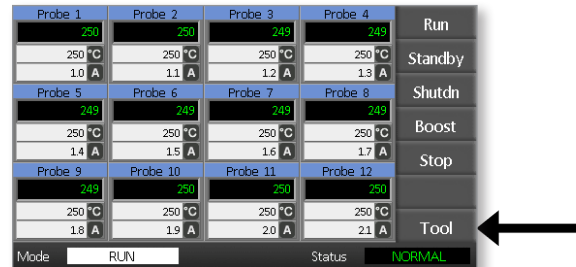 Probe 1 Probe 2 Probe 3 Probe 4 Run
250 250 249 249
250 °C 250 °C 250 °C 250 °C Standby
1.0 A 1.1 A 1.2 A 1.3 A
Probe 5 Probe 6 Probe 7 Probe 8 Shutdn
249 249 249 249
250 °C 250 °C 250 °C 250 °C Boost
1.4 A 1.5 A 1.6 A 1.7 A
Probe 9 Probe 10 Probe 11 Probe 12 Stop
249 250 250 250
250 °C 250 °C 250 °C 250 °C
1.8 A 1.9 A 2.0 A 2.1 A Tool
Mode RUN Status NORMAL